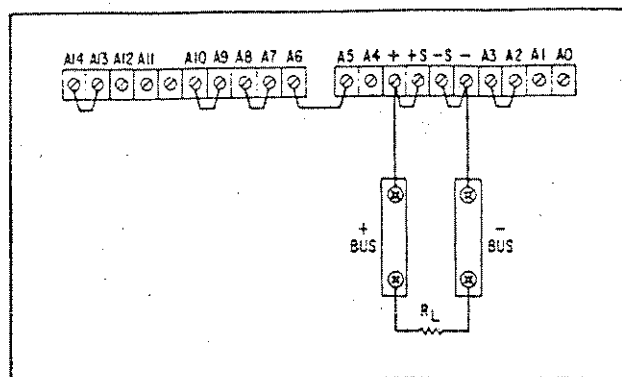 A14 A13 A12 A11 A10 A9 A8 A7 A6 A5 A4 + +S -S - A3 A2 A1 A0
+
BUS
-
BUS
RL